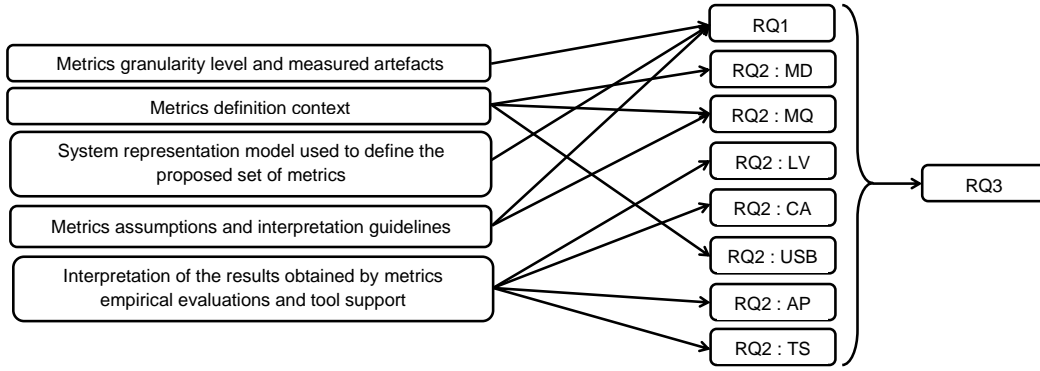 Metrics granularity level and measured artefacts
Metrics definition context
System representation model used to define the
proposed set of metrics
Metrics assumptions and interpretation guidelines
Interpretation of the results obtained by metrics
empirical evaluations and tool support
RQ1
RQ2 : MD
RQ2 : MQ
RQ2 : LV
RQ2 : CA
RQ2 : USB
RQ2 : AP
RQ2 : TS
RQ3